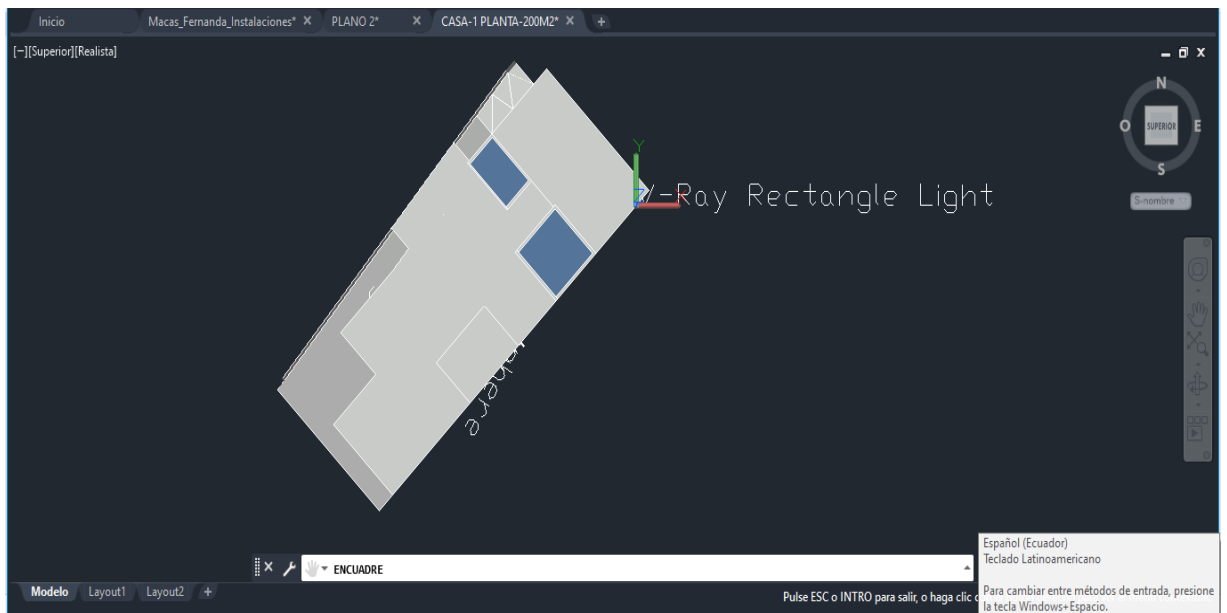 Inicio
Macas_Fernanda_Instalaciones*
PLANO 2*
CASA-1 PLANTA-200M2*
[−][Superior][Realista]
N
O
SUPERIOR
E
S
S-nombre
Y
V-Ray Rectangle Light
phere
ENCUADRE
Modelo
Layout1
Layout2
Pulse ESC o INTRO para salir, o haga clic
Español (Ecuador)
Teclado Latinoamericano
Para cambiar entre métodos de entrada, presione
la tecla Windows+Espacio.